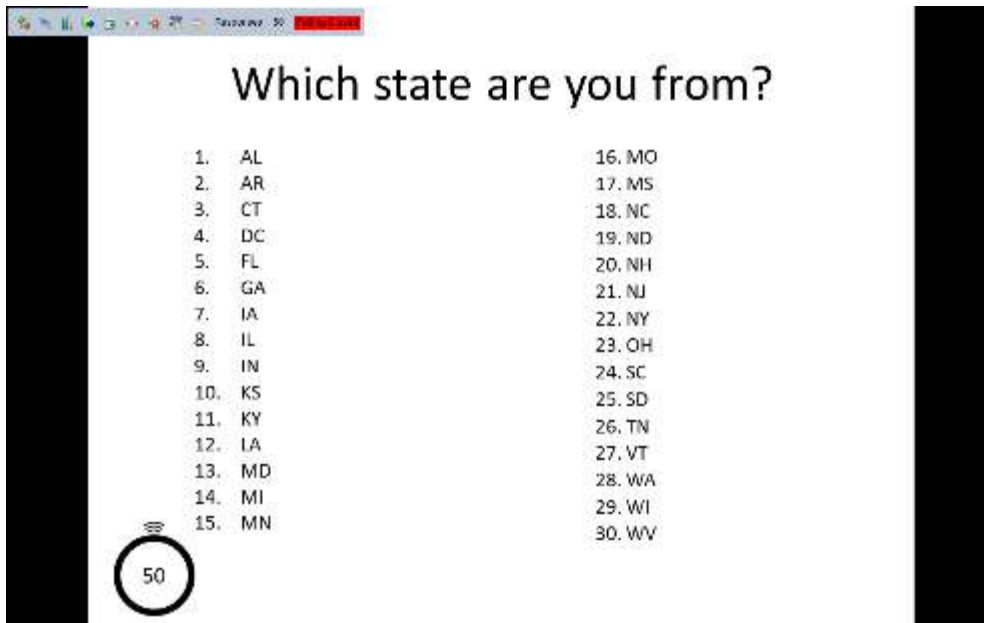 Responses 50
Which state are you from?
1. AL
2. AR
3. CT
4. DC
5. FL
6. GA
7. IA
8. IL
9. IN
10. KS
11. KY
12. LA
13. MD
14. MI
15. MN
16. MO
17. MS
18. NC
19. ND
20. NH
21. NJ
22. NY
23. OH
24. SC
25. SD
26. TN
27. VT
28. WA
29. WI
30. WV
50